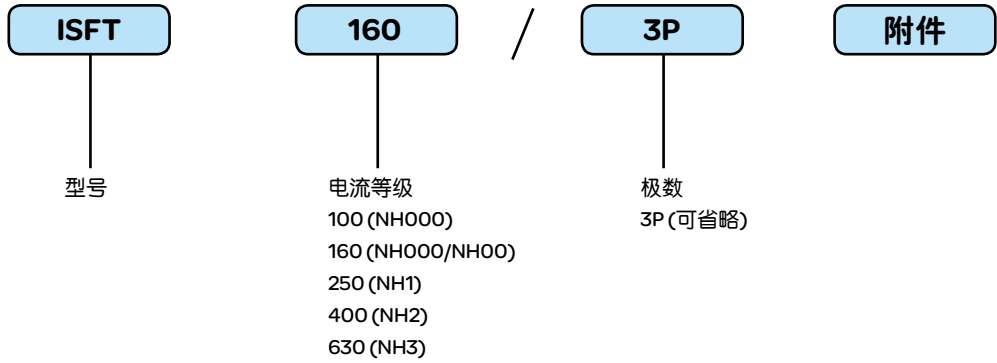 ISFT 160 / 3P 附件
型号
电流等级
100 (NH000)
160 (NH000/NH00)
250 (NH1)
400 (NH2)
630 (NH3)
极数
3P (可省略)